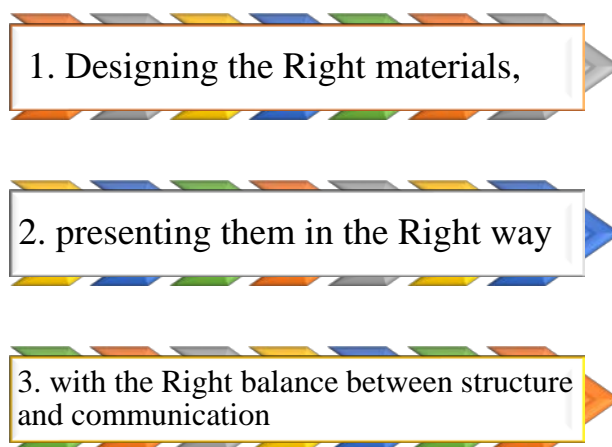 1. Designing the Right materials,
2. presenting them in the Right way
3. with the Right balance between structure
and communication